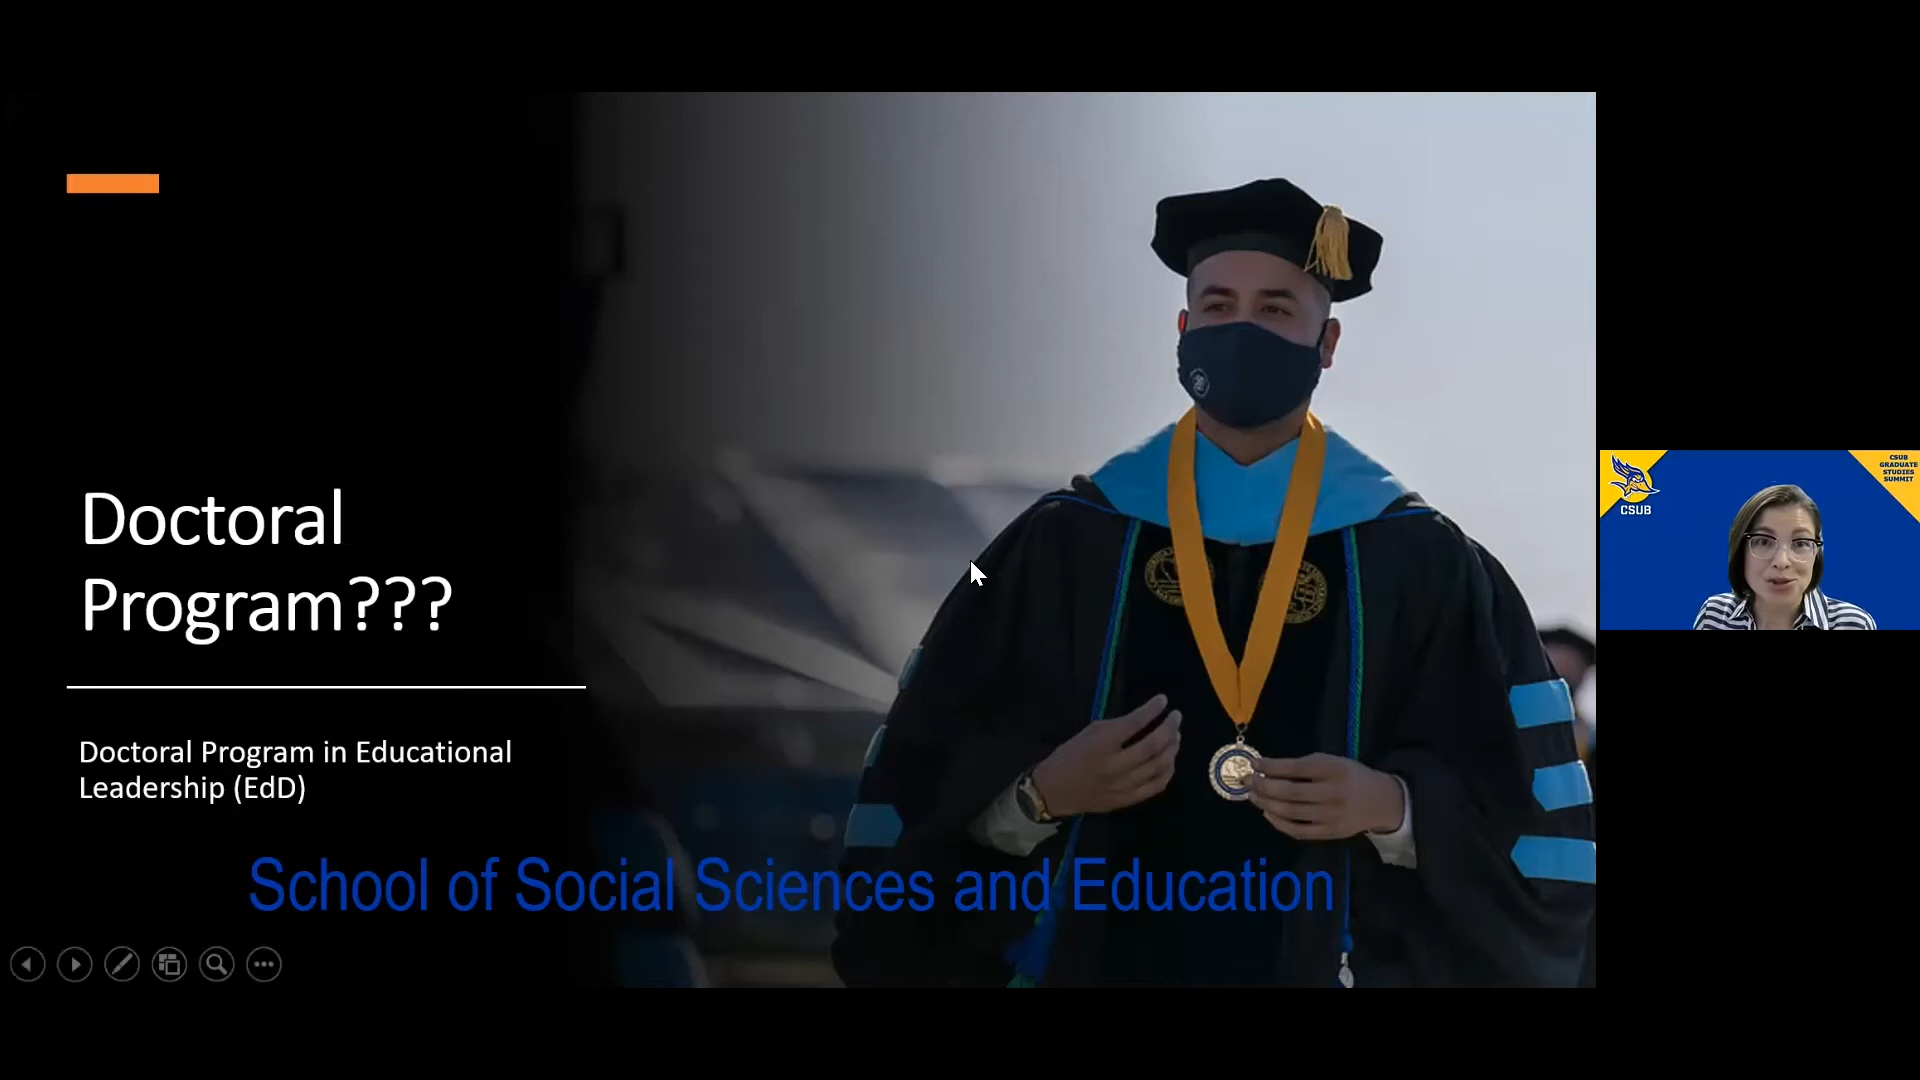 Doctoral
Program???
Doctoral Program in Educational
Leadership (EdD)
School of Social Sciences and Education
CSUB
CSUB
GRADUATE
STUDIES
SUMMIT